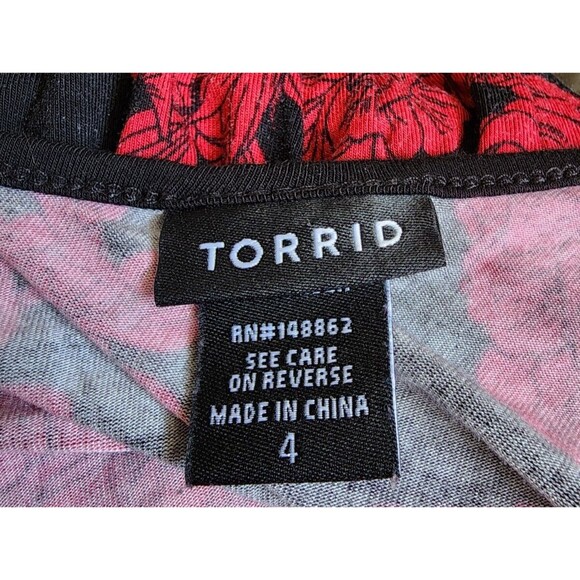 TORRID
RN#148862
SEE CARE
ON REVERSE
MADE IN CHINA
4